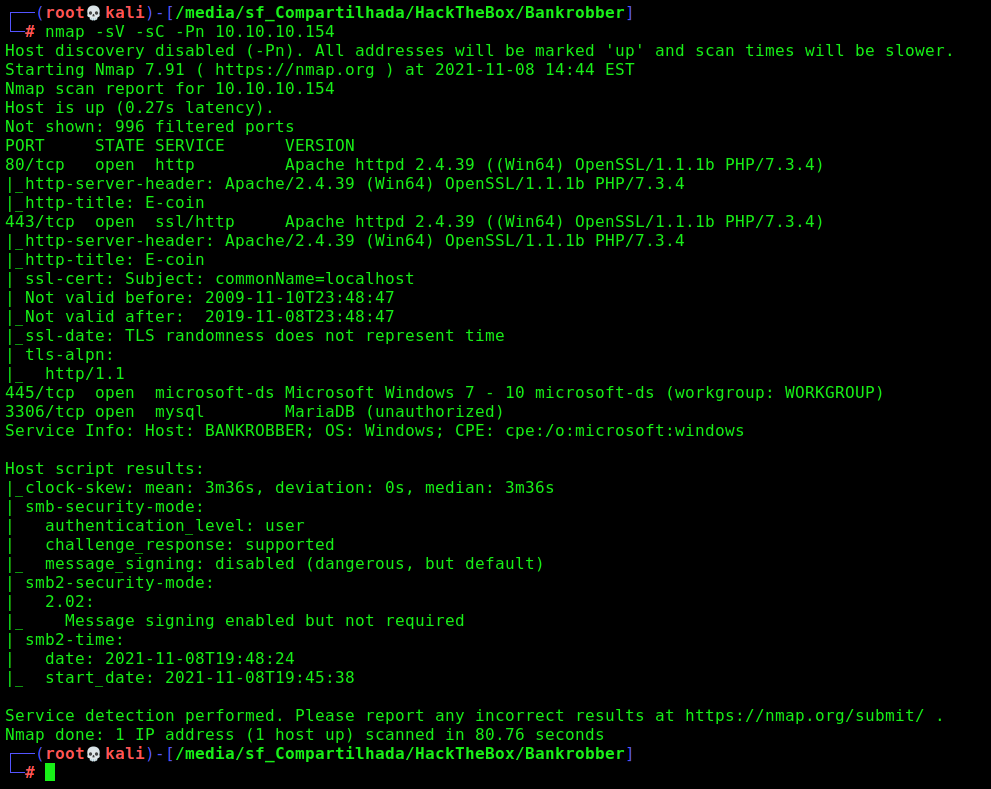 ┌──(root💀kali)-[/media/sf_Compartilhada/HackTheBox/Bankrobber]
└─# nmap -sV -sC -Pn 10.10.10.154
Host discovery disabled (-Pn). All addresses will be marked 'up' and scan times will be slower.
Starting Nmap 7.91 ( https://nmap.org ) at 2021-11-08 14:44 EST
Nmap scan report for 10.10.10.154
Host is up (0.27s latency).
Not shown: 996 filtered ports
PORT     STATE SERVICE      VERSION
80/tcp   open  http         Apache httpd 2.4.39 ((Win64) OpenSSL/1.1.1b PHP/7.3.4)
|_http-server-header: Apache/2.4.39 (Win64) OpenSSL/1.1.1b PHP/7.3.4
|_http-title: E-coin
443/tcp  open  ssl/http     Apache httpd 2.4.39 ((Win64) OpenSSL/1.1.1b PHP/7.3.4)
|_http-server-header: Apache/2.4.39 (Win64) OpenSSL/1.1.1b PHP/7.3.4
|_http-title: E-coin
| ssl-cert: Subject: commonName=localhost
| Not valid before: 2009-11-10T23:48:47
|_Not valid after:  2019-11-08T23:48:47
|_ssl-date: TLS randomness does not represent time
| tls-alpn:
|_  http/1.1
445/tcp  open  microsoft-ds Microsoft Windows 7 - 10 microsoft-ds (workgroup: WORKGROUP)
3306/tcp open  mysql        MariaDB (unauthorized)
Service Info: Host: BANKROBBER; OS: Windows; CPE: cpe:/o:microsoft:windows
Host script results:
|_clock-skew: mean: 3m36s, deviation: 0s, median: 3m36s
| smb-security-mode:
|   authentication_level: user
|   challenge_response: supported
|_  message_signing: disabled (dangerous, but default)
| smb2-security-mode:
|   2.02:
|_    Message signing enabled but not required
| smb2-time:
|   date: 2021-11-08T19:48:24
|_  start_date: 2021-11-08T19:45:38
Service detection performed. Please report any incorrect results at https://nmap.org/submit/ .
Nmap done: 1 IP address (1 host up) scanned in 80.76 seconds
┌──(root💀kali)-[/media/sf_Compartilhada/HackTheBox/Bankrobber]
└─#